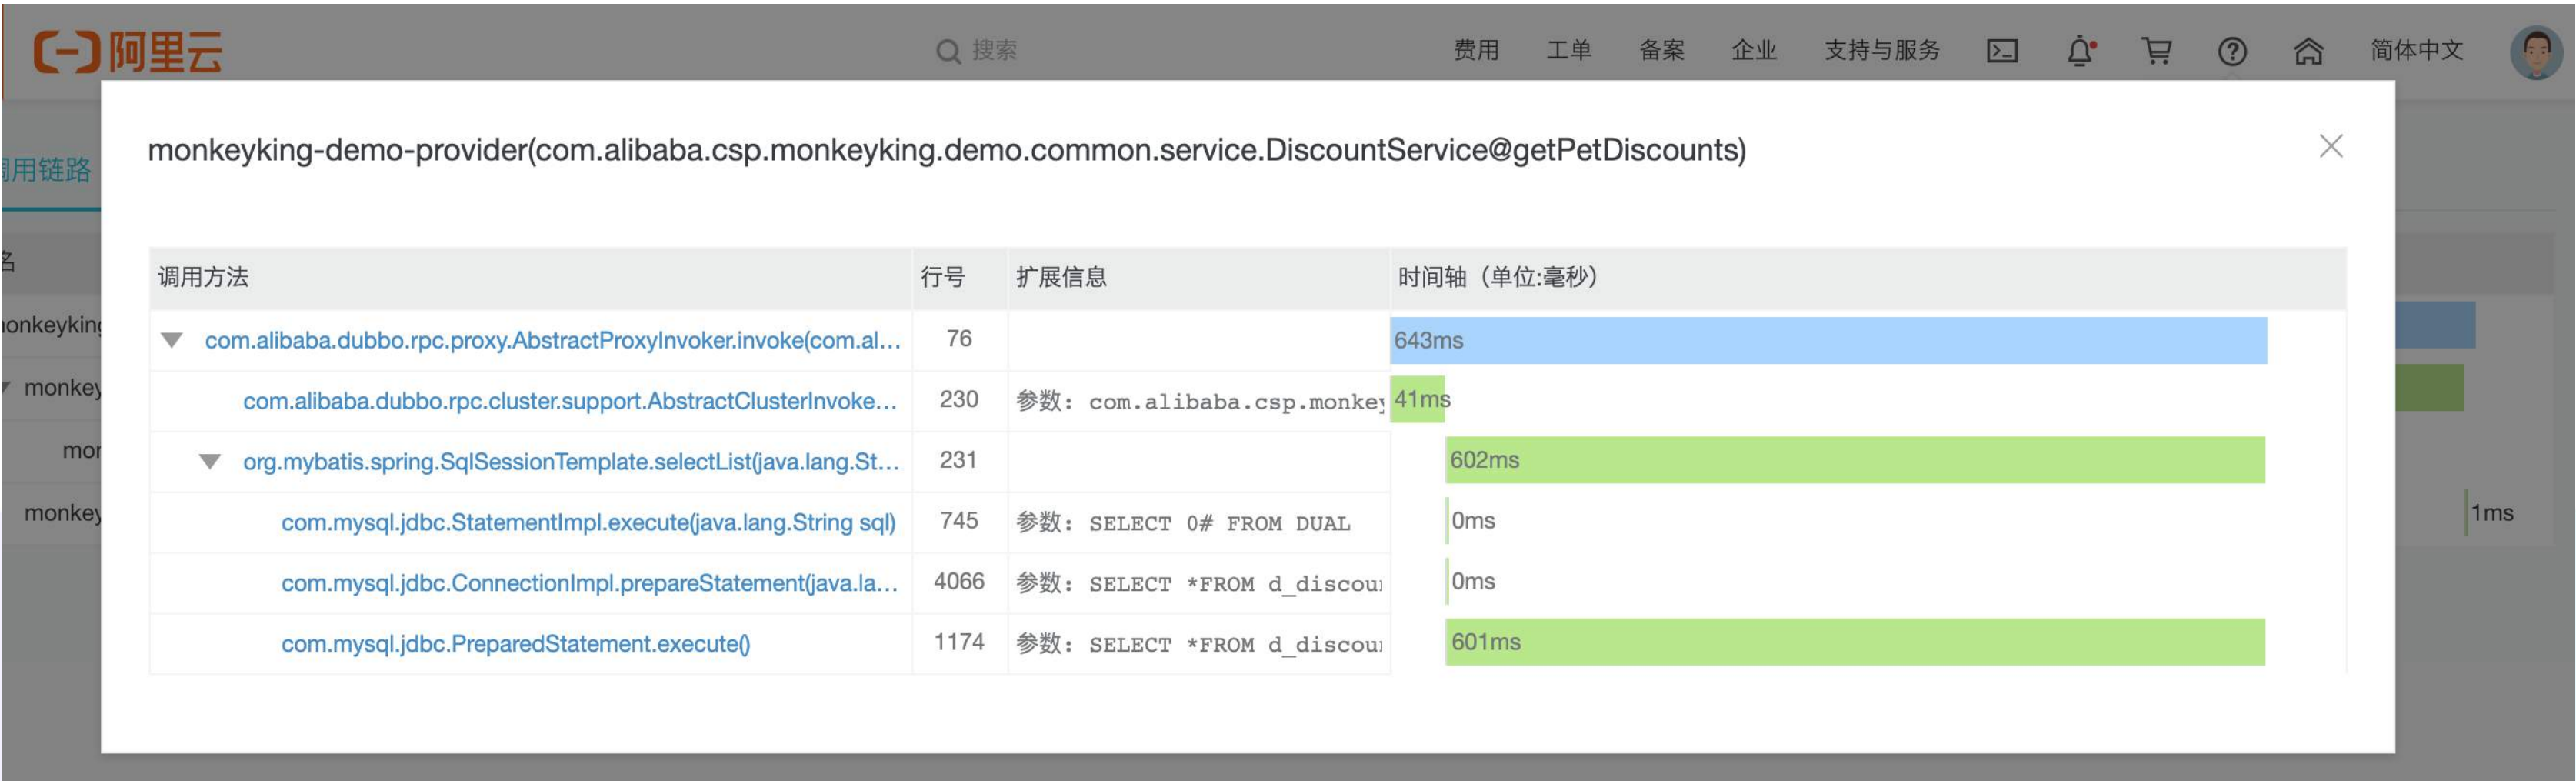 阿里云
搜索
费用 工单 备案 企业 支持与服务 简体中文
monkeyking-demo-provider(com.alibaba.csp.monkeyking.demo.common.service.DiscountService@getPetDiscounts)
用链路
调用方法 行号 扩展信息 时间轴（单位:毫秒）
名
com.alibaba.dubbo.rpc.proxy.AbstractProxyInvoker.invoke(com.al... 76 643ms
onkeyking
com.alibaba.dubbo.rpc.cluster.support.AbstractClusterInvoke... 230 参数: com.alibaba.csp.monkey 41ms
monkey
org.mybatis.spring.SqlSessionTemplate.selectList(java.lang.St... 231 602ms
mor
com.mysql.jdbc.StatementImpl.execute(java.lang.String sql) 745 参数: SELECT 0# FROM DUAL 0ms
monkey 1ms
com.mysql.jdbc.ConnectionImpl.prepareStatement(java.la... 4066 参数: SELECT *FROM d_discou 0ms
com.mysql.jdbc.PreparedStatement.execute() 1174 参数: SELECT *FROM d_discou 601ms